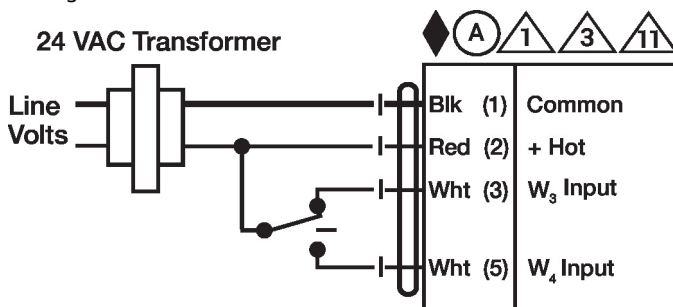 24 VAC Transformer
A 1 3 11
Line
Volts
Blk (1) Common
Red (2) + Hot
Wht (3) W₃ Input
Wht (5) W₄ Input